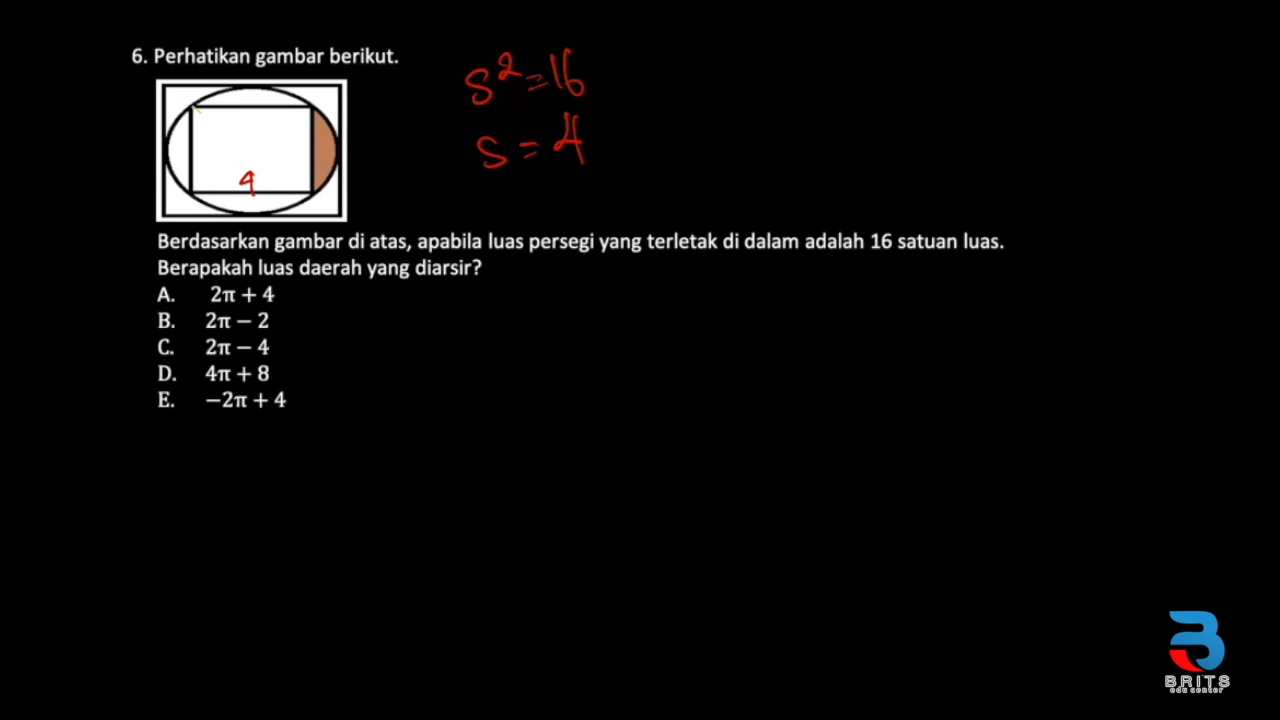 6. Perhatikan gambar berikut.
s²=16
s = 4
4
Berdasarkan gambar di atas, apabila luas persegi yang terletak di dalam adalah 16 satuan luas.
Berapakah luas daerah yang diarsir?
A. 2π + 4
B. 2π − 2
C. 2π − 4
D. 4π + 8
E. −2π + 4
BRITS
edu center